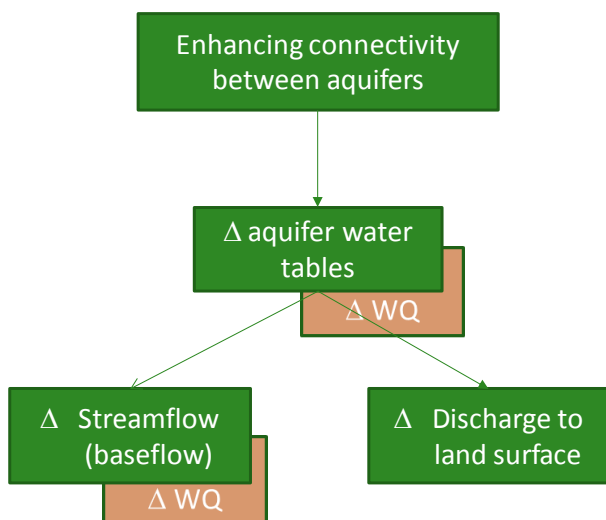 Enhancing connectivity
between aquifers
Δ aquifer water
tables
Δ WQ
Δ Streamflow
(baseflow)
Δ WQ
Δ Discharge to
land surface